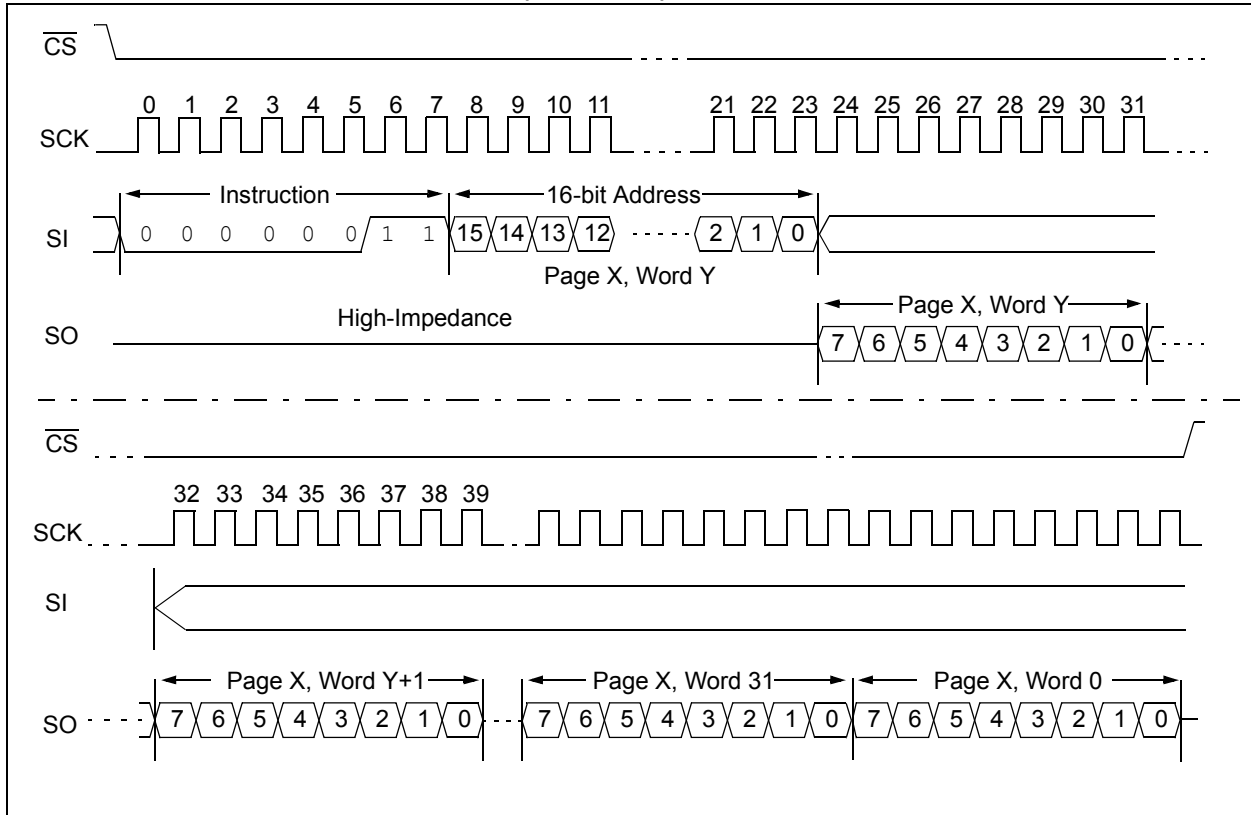 CS
0 1 2 3 4 5 6 7 8 9 10 11 21 22 23 24 25 26 27 28 29 30 31
SCK
Instruction 16-bit Address
SI 0 0 0 0 0 0 1 1 15 14 13 12 2 1 0
Page X, Word Y
High-Impedance Page X, Word Y
SO 7 6 5 4 3 2 1 0
CS
32 33 34 35 36 37 38 39
SCK
SI
Page X, Word Y+1 Page X, Word 31 Page X, Word 0
SO 7 6 5 4 3 2 1 0 7 6 5 4 3 2 1 0 7 6 5 4 3 2 1 0